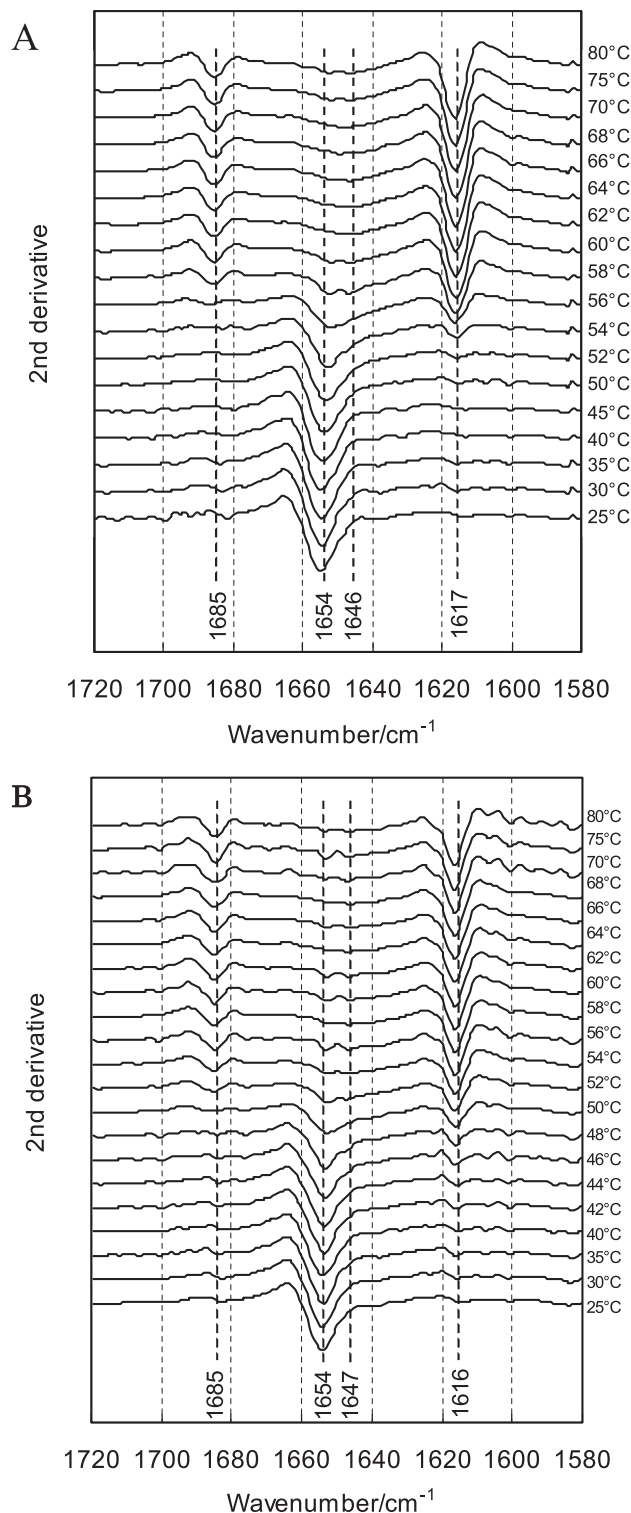 A
2nd derivative
80°C
75°C
70°C
68°C
66°C
64°C
62°C
60°C
58°C
56°C
54°C
52°C
50°C
45°C
40°C
35°C
30°C
25°C
1685
1654
1646
1617
1720 1700 1680 1660 1640 1620 1600 1580
Wavenumber/cm⁻¹
B
2nd derivative
80°C
75°C
70°C
68°C
66°C
64°C
62°C
60°C
58°C
56°C
54°C
52°C
50°C
48°C
46°C
44°C
42°C
40°C
35°C
30°C
25°C
1685
1654
1647
1616
1720 1700 1680 1660 1640 1620 1600 1580
Wavenumber/cm⁻¹